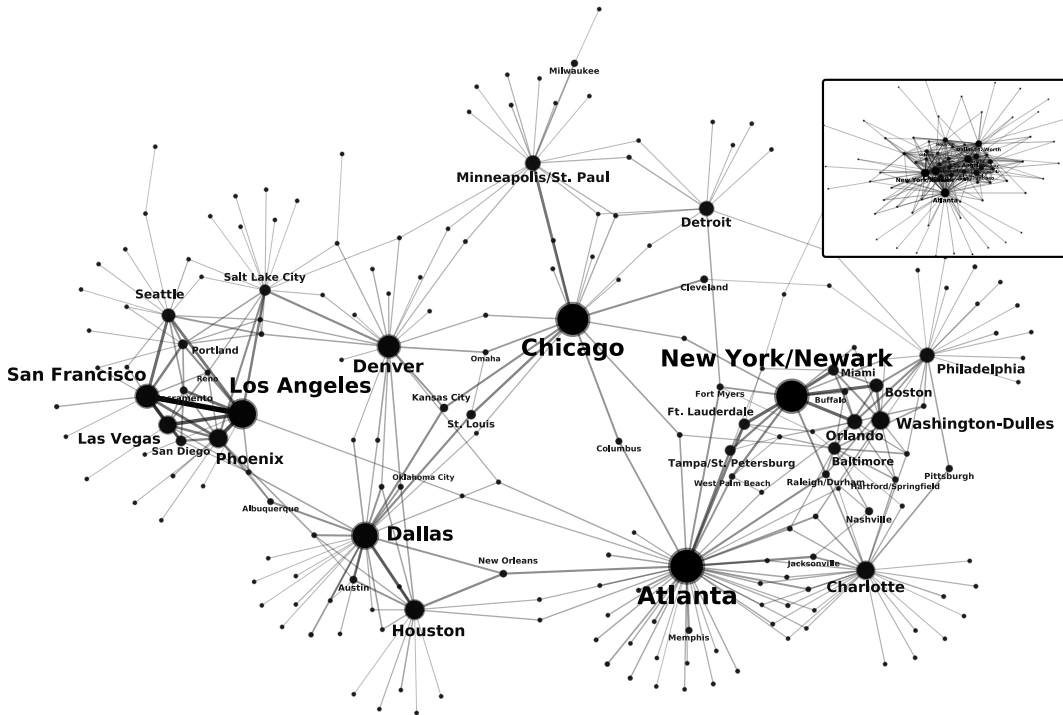 Milwaukee
Minneapolis/St. Paul
Detroit
Salt Lake City
Cleveland
Seattle
Chicago
New York/Newark
Portland
Denver
Omaha
Miami
Philadelphia
San Francisco
Reno
Los Angeles
Kansas City
Fort Myers
Buffalo
Boston
St. Louis
Ft. Lauderdale
Las Vegas
San Diego
Phoenix
Columbus
Orlando
Washington-Dulles
Tampa/St. Petersburg
Baltimore
Oklahoma City
West Palm Beach
Raleigh/Durham
Hartford/Springfield
Pittsburgh
Albuquerque
Dallas
Nashville
New Orleans
Jacksonville
Austin
Atlanta
Charlotte
Houston
Memphis
Atlanta